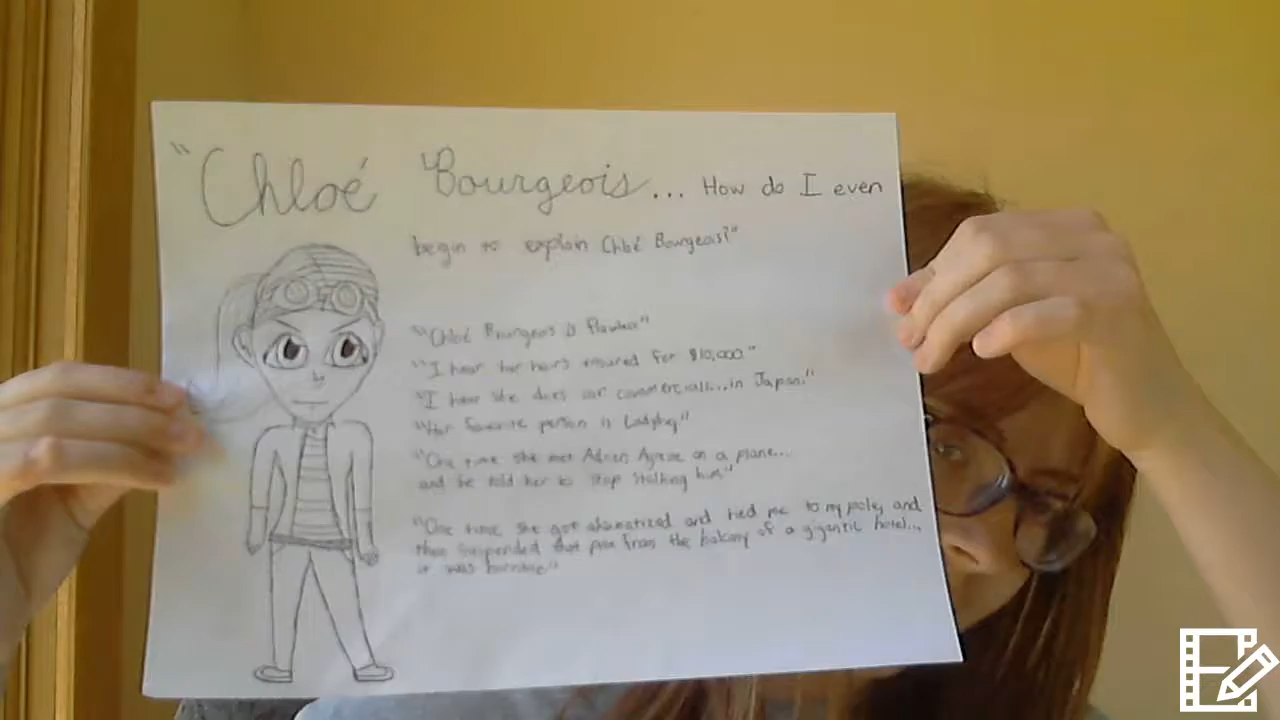 "Chloé Bourgeois... How do I even
begin to explain Chloé Bourgeois?"
"Chloé Bourgeois is flawless"
"I hear her hair's ensured for $10,000."
"I hear she does car commercials...in Japan."
"Her favorite person is Ladybug"
"One time she met Adrien Agreste on a plane...
and he told her to stop stalking him"
"One time she got akumatized and tied me to my pole, and
then suspended that pole from the balcony of a gigantic hotel...
it was horrible"